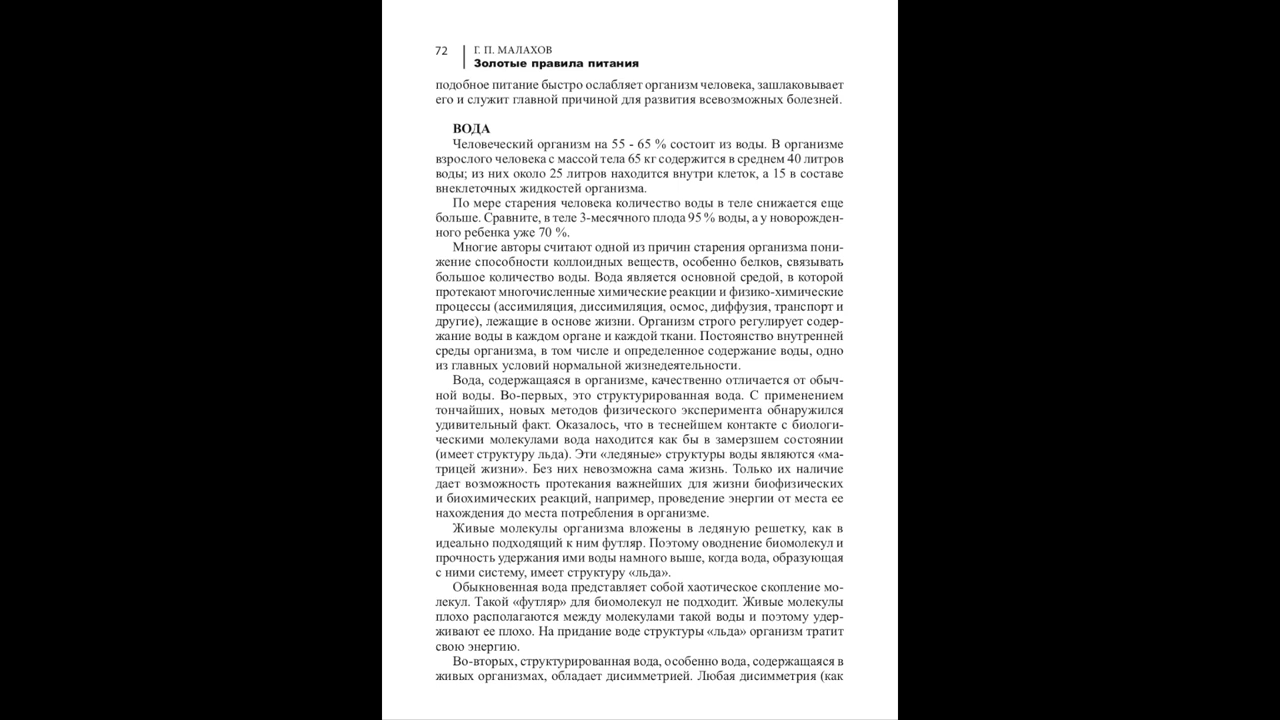 72
Г. П. МАЛАХОВ
Золотые правила питания
подобное питание быстро ослабляет организм человека, зашлаковывает
его и служит главной причиной для развития всевозможных болезней.
ВОДА
Человеческий организм на 55 - 65 % состоит из воды. В организме
взрослого человека с массой тела 65 кг содержится в среднем 40 литров
воды; из них около 25 литров находится внутри клеток, а 15 в составе
внеклеточных жидкостей организма.
По мере старения человека количество воды в теле снижается еще
больше. Сравните, в теле 3-месячного плода 95 % воды, а у новорожден-
ного ребенка уже 70 %.
Многие авторы считают одной из причин старения организма пони-
жение способности коллоидных веществ, особенно белков, связывать
большое количество воды. Вода является основной средой, в которой
протекают многочисленные химические реакции и физико-химические
процессы (ассимиляция, диссимиляция, осмос, диффузия, транспорт и
другие), лежащие в основе жизни. Организм строго регулирует содер-
жание воды в каждом органе и каждой ткани. Постоянство внутренней
среды организма, в том числе и определенное содержание воды, одно
из главных условий нормальной жизнедеятельности.
Вода, содержащаяся в организме, качественно отличается от обыч-
ной воды. Во-первых, это структурированная вода. С применением
тончайших, новых методов физического эксперимента обнаружился
удивительный факт. Оказалось, что в теснейшем контакте с биологи-
ческими молекулами вода находится как бы в замерзшем состоянии
(имеет структуру льда). Эти «ледяные» структуры воды являются «ма-
трицей жизни». Без них невозможна сама жизнь. Только их наличие
дает возможность протекания важнейших для жизни биофизических
и биохимических реакций, например, проведение энергии от места ее
нахождения до места потребления в организме.
Живые молекулы организма вложены в ледяную решетку, как в
идеально подходящий к ним футляр. Поэтому оводнение биомолекул и
прочность удержания ими воды намного выше, когда вода, образующая
с ними систему, имеет структуру «льда».
Обыкновенная вода представляет собой хаотическое скопление мо-
лекул. Такой «футляр» для биомолекул не подходит. Живые молекулы
плохо располагаются между молекулами такой воды и поэтому удер-
живают ее плохо. На придание воде структуры «льда» организм тратит
свою энергию.
Во-вторых, структурированная вода, особенно вода, содержащаяся в
живых организмах, обладает дисимметрией. Любая дисимметрия (как